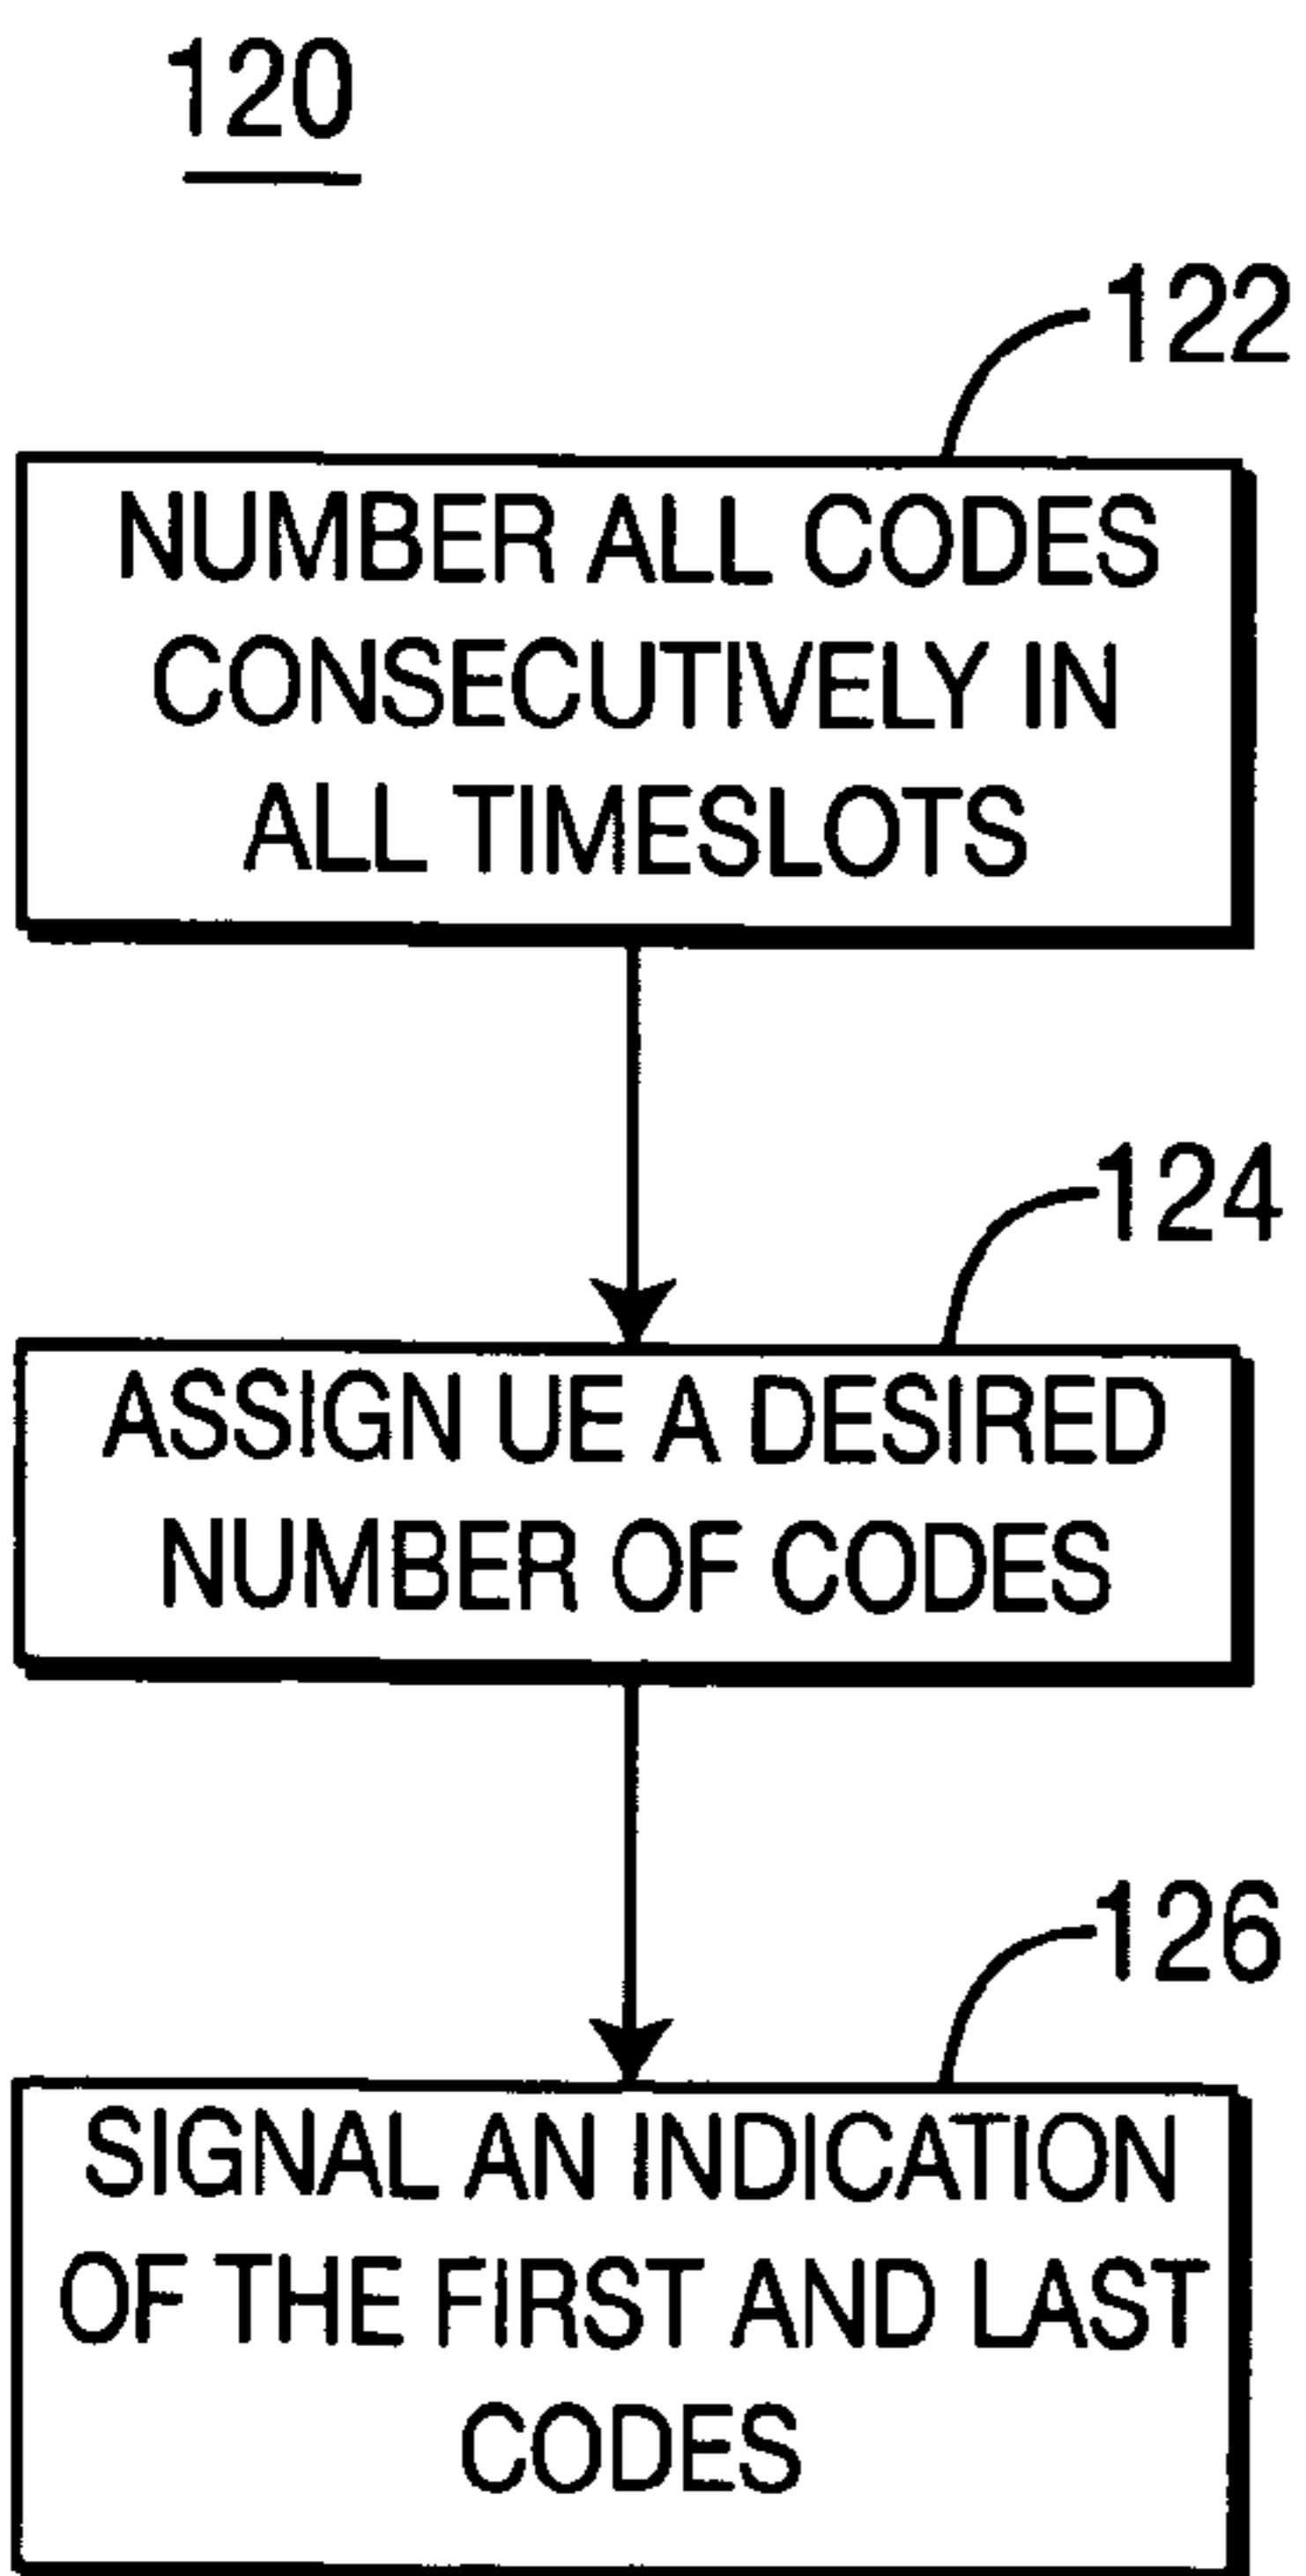 120
122
NUMBER ALL CODES
CONSECUTIVELY IN
ALL TIMESLOTS
124
ASSIGN UE A DESIRED
NUMBER OF CODES
126
SIGNAL AN INDICATION
OF THE FIRST AND LAST
CODES